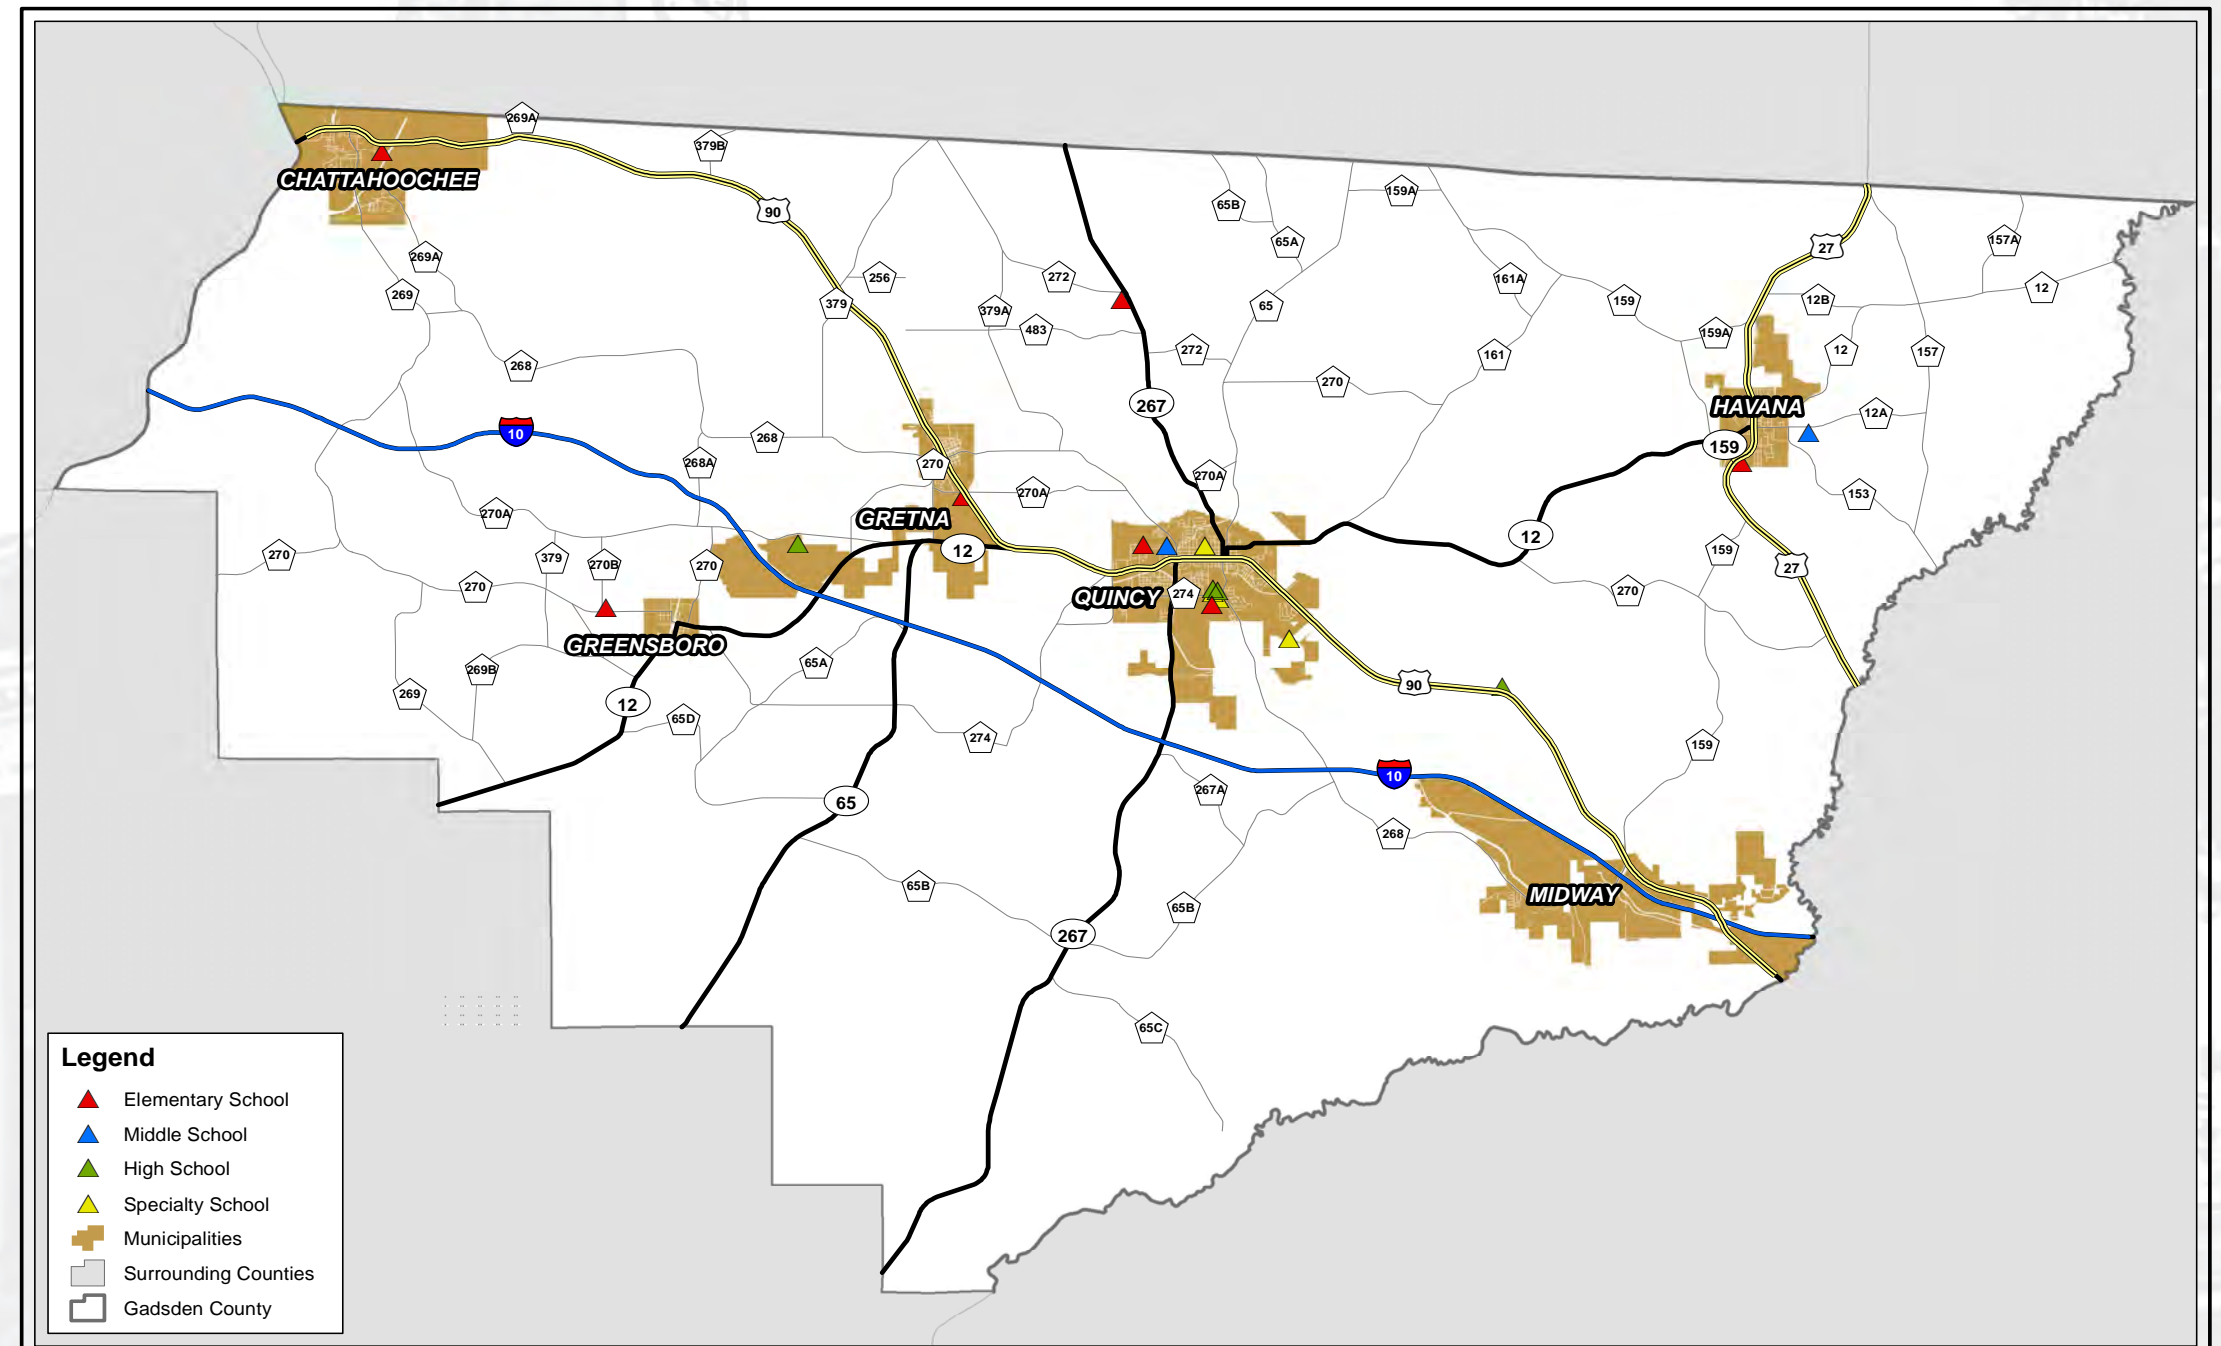 269A
379B
CHATTAHOOCHEE
90
65B
159A
65A
27
157A
269A
269
256
272
379
379A
483
65
161A
159
12B
12
159A
272
161
12
157
268
270
267
HAVANA
12A
10
268
159
268A
270
270A
270A
153
270A
GRETNA
12
12
270
379
270B
270
159
27
270
QUINCY
274
270
GREENSBORO
65A
269B
90
269
12
65D
274
159
10
65
267A
268
65B
MIDWAY
65B
267
65C
Legend
Elementary School
Middle School
High School
Specialty School
Municipalities
Surrounding Counties
Gadsden County